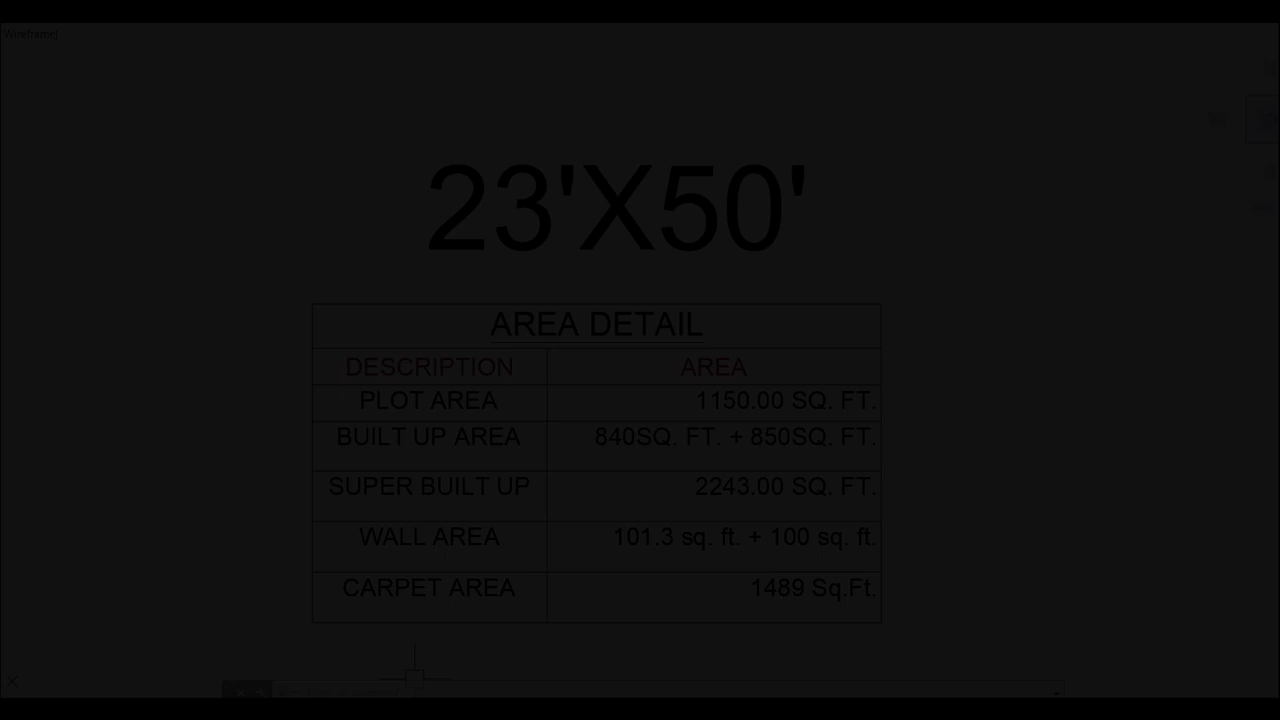 Wireframe]
23'X50'
AREA DETAIL
DESCRIPTION AREA
PLOT AREA 1150.00 SQ. FT.
BUILT UP AREA 840SQ. FT. + 850SQ. FT.
SUPER BUILT UP 2243.00 SQ. FT.
WALL AREA 101.3 sq. ft. + 100 sq. ft.
CARPET AREA 1489 Sq.Ft.